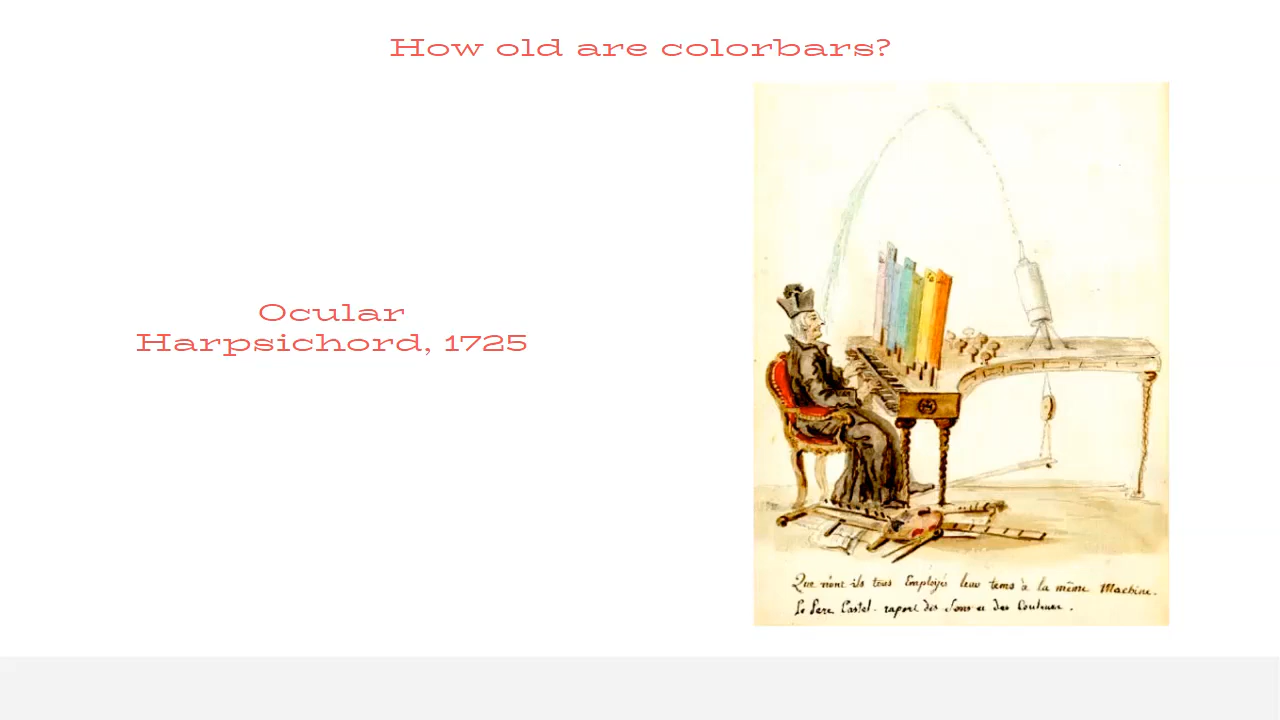 How old are colorbars?
Ocular
Harpsichord, 1725
Que n'ont ils tous Employés leur tems à la même Machine.
Le Pere Castel. raport des Sons et des Couleurs.